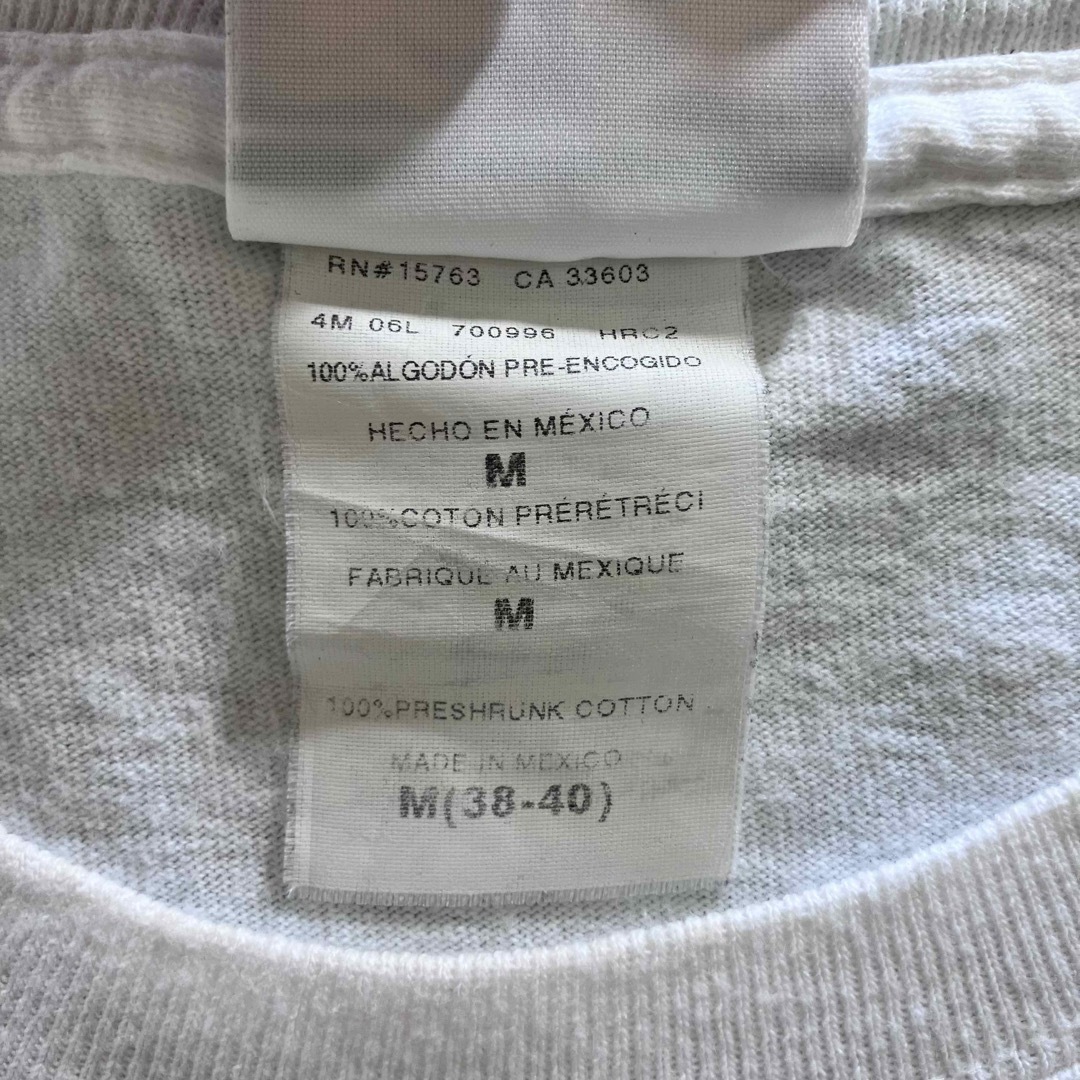 RN#15763 CA 33603
4M 06L 700996 HRC2
100%ALGODÓN PRE-ENCOGIDO
HECHO EN MÉXICO
M
100%COTON PRÉRÉTRÉCI
FABRIQUÉ AU MEXIQUE
M
100%PRESHRUNK COTTON
MADE IN MEXICO
M(38-40)